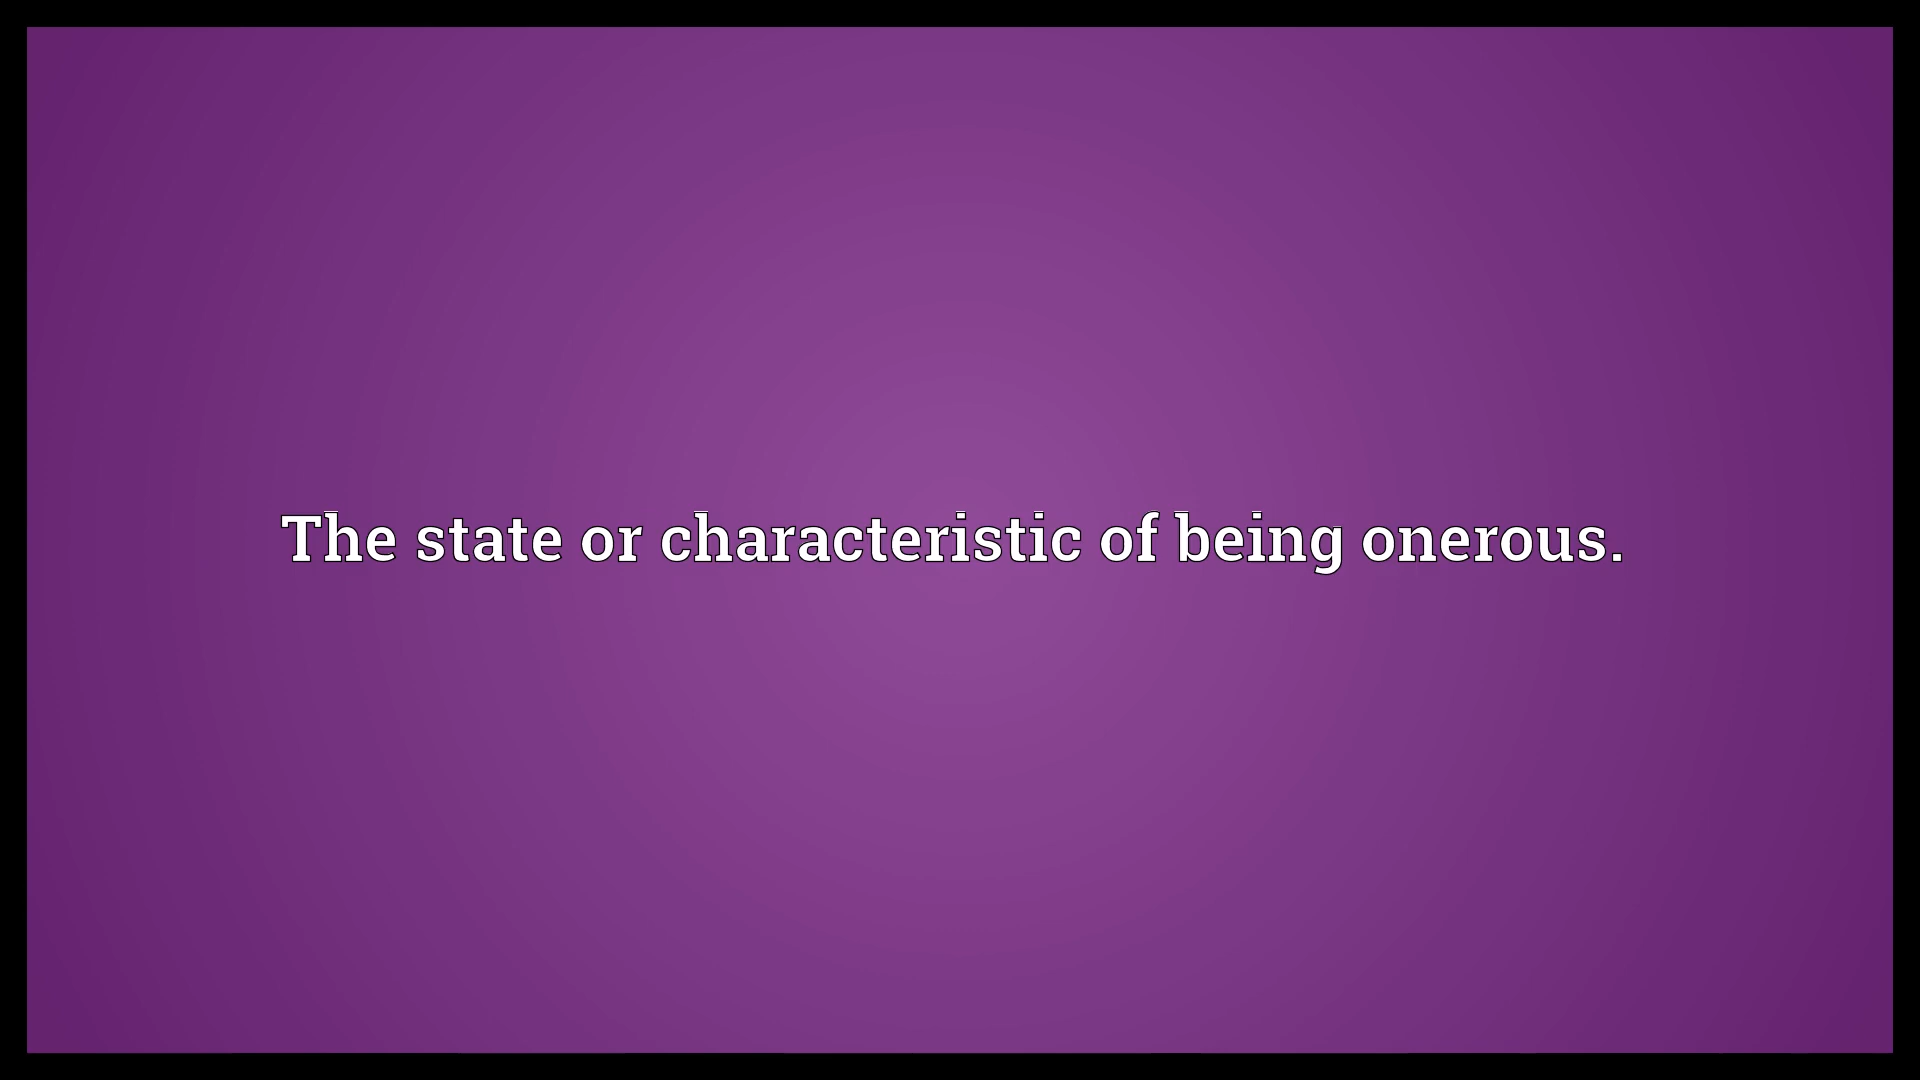 The state or characteristic of being onerous.